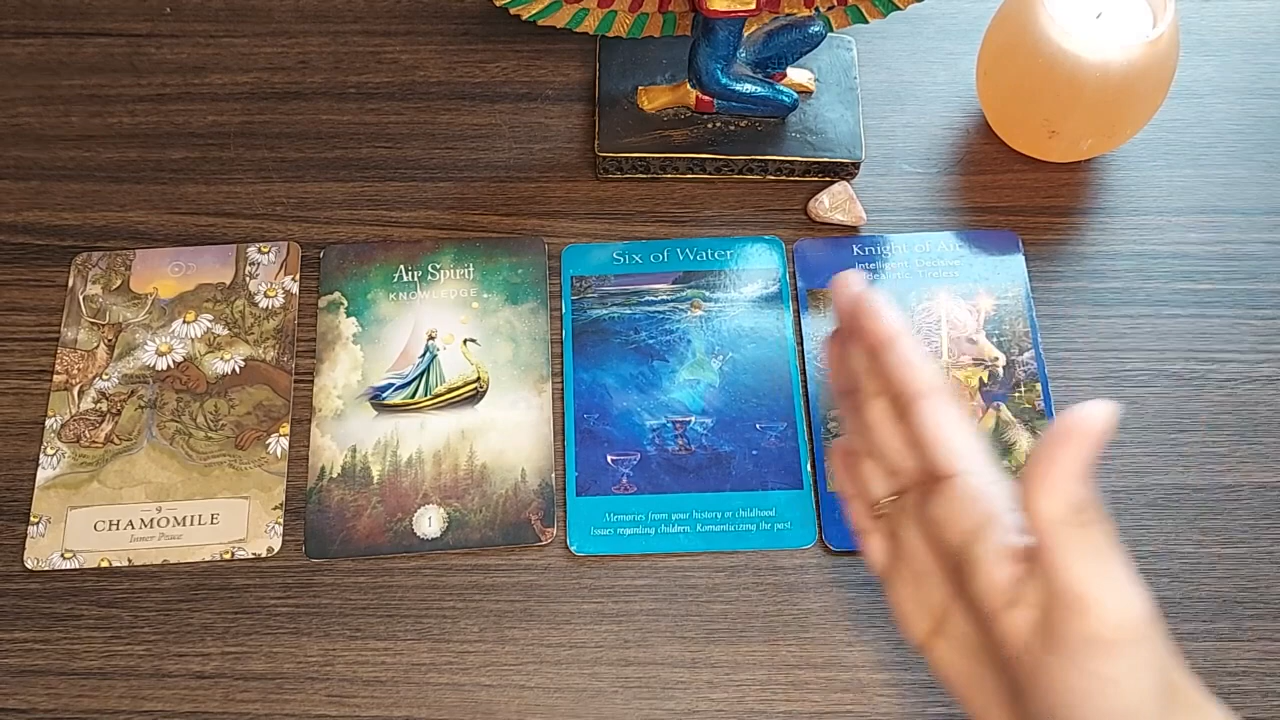 - 9 -
CHAMOMILE
Inner Peace
Air Spirit
KNOWLEDGE
1
Six of Water
Memories from your history or childhood.
Issues regarding children. Romanticizing the past.
Knight of Air
Intelligent, Decisive
Idealistic, Tireless